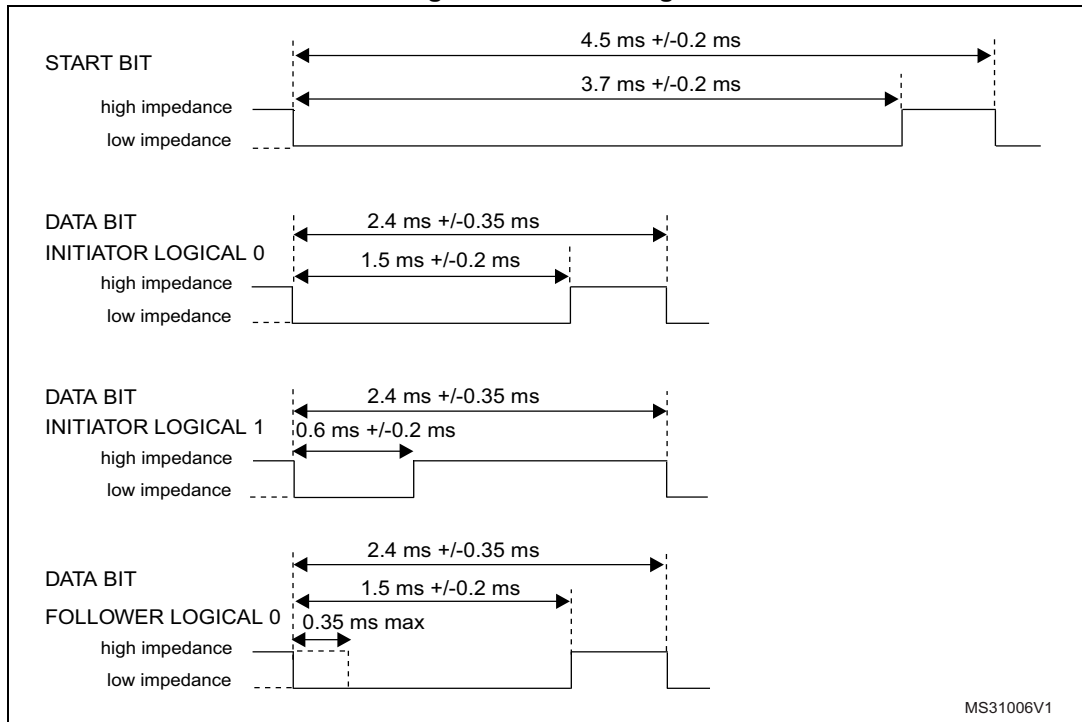 4.5 ms +/-0.2 ms
START BIT
3.7 ms +/-0.2 ms
high impedance
low impedance
DATA BIT
2.4 ms +/-0.35 ms
INITIATOR LOGICAL 0
1.5 ms +/-0.2 ms
high impedance
low impedance
DATA BIT
2.4 ms +/-0.35 ms
INITIATOR LOGICAL 1
0.6 ms +/-0.2 ms
high impedance
low impedance
2.4 ms +/-0.35 ms
DATA BIT
1.5 ms +/-0.2 ms
FOLLOWER LOGICAL 0
0.35 ms max
high impedance
low impedance
MS31006V1